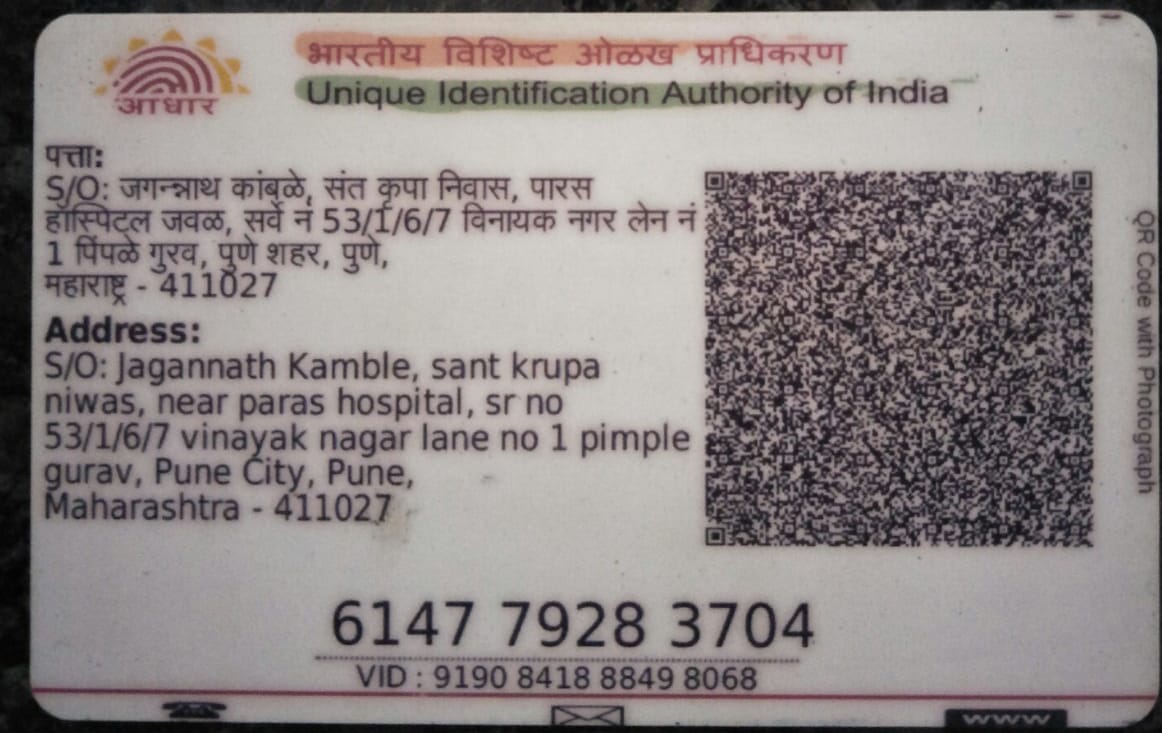 भारतीय विशिष्ट ओळख प्राधिकरण
Unique Identification Authority of India
आधार
पत्ता:
S/O: जगन्नाथ कांबळे, संत कृपा निवास, पारस
हॉस्पिटल जवळ, सर्वे नं 53/1/6/7 विनायक नगर लेन नं
1 पिंपळे गुरव, पुणे शहर, पुणे,
महाराष्ट्र - 411027
Address:
S/O: Jagannath Kamble, sant krupa
niwas, near paras hospital, sr no
53/1/6/7 vinayak nagar lane no 1 pimple
gurav, Pune City, Pune,
Maharashtra - 411027
QR Code with Photograph
6147 7928 3704
VID : 9190 8418 8849 8068
www